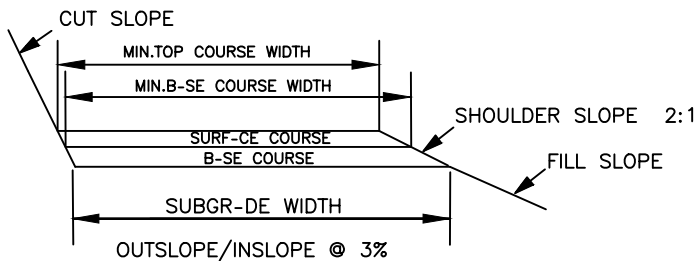 CUT SLOPE
MIN.TOP COURSE WIDTH
MIN.B-SE COURSE WIDTH
SHOULDER SLOPE 2:1
SURF-CE COURSE
B-SE COURSE
FILL SLOPE
SUBGR-DE WIDTH
OUTSLOPE/INSLOPE @ 3%